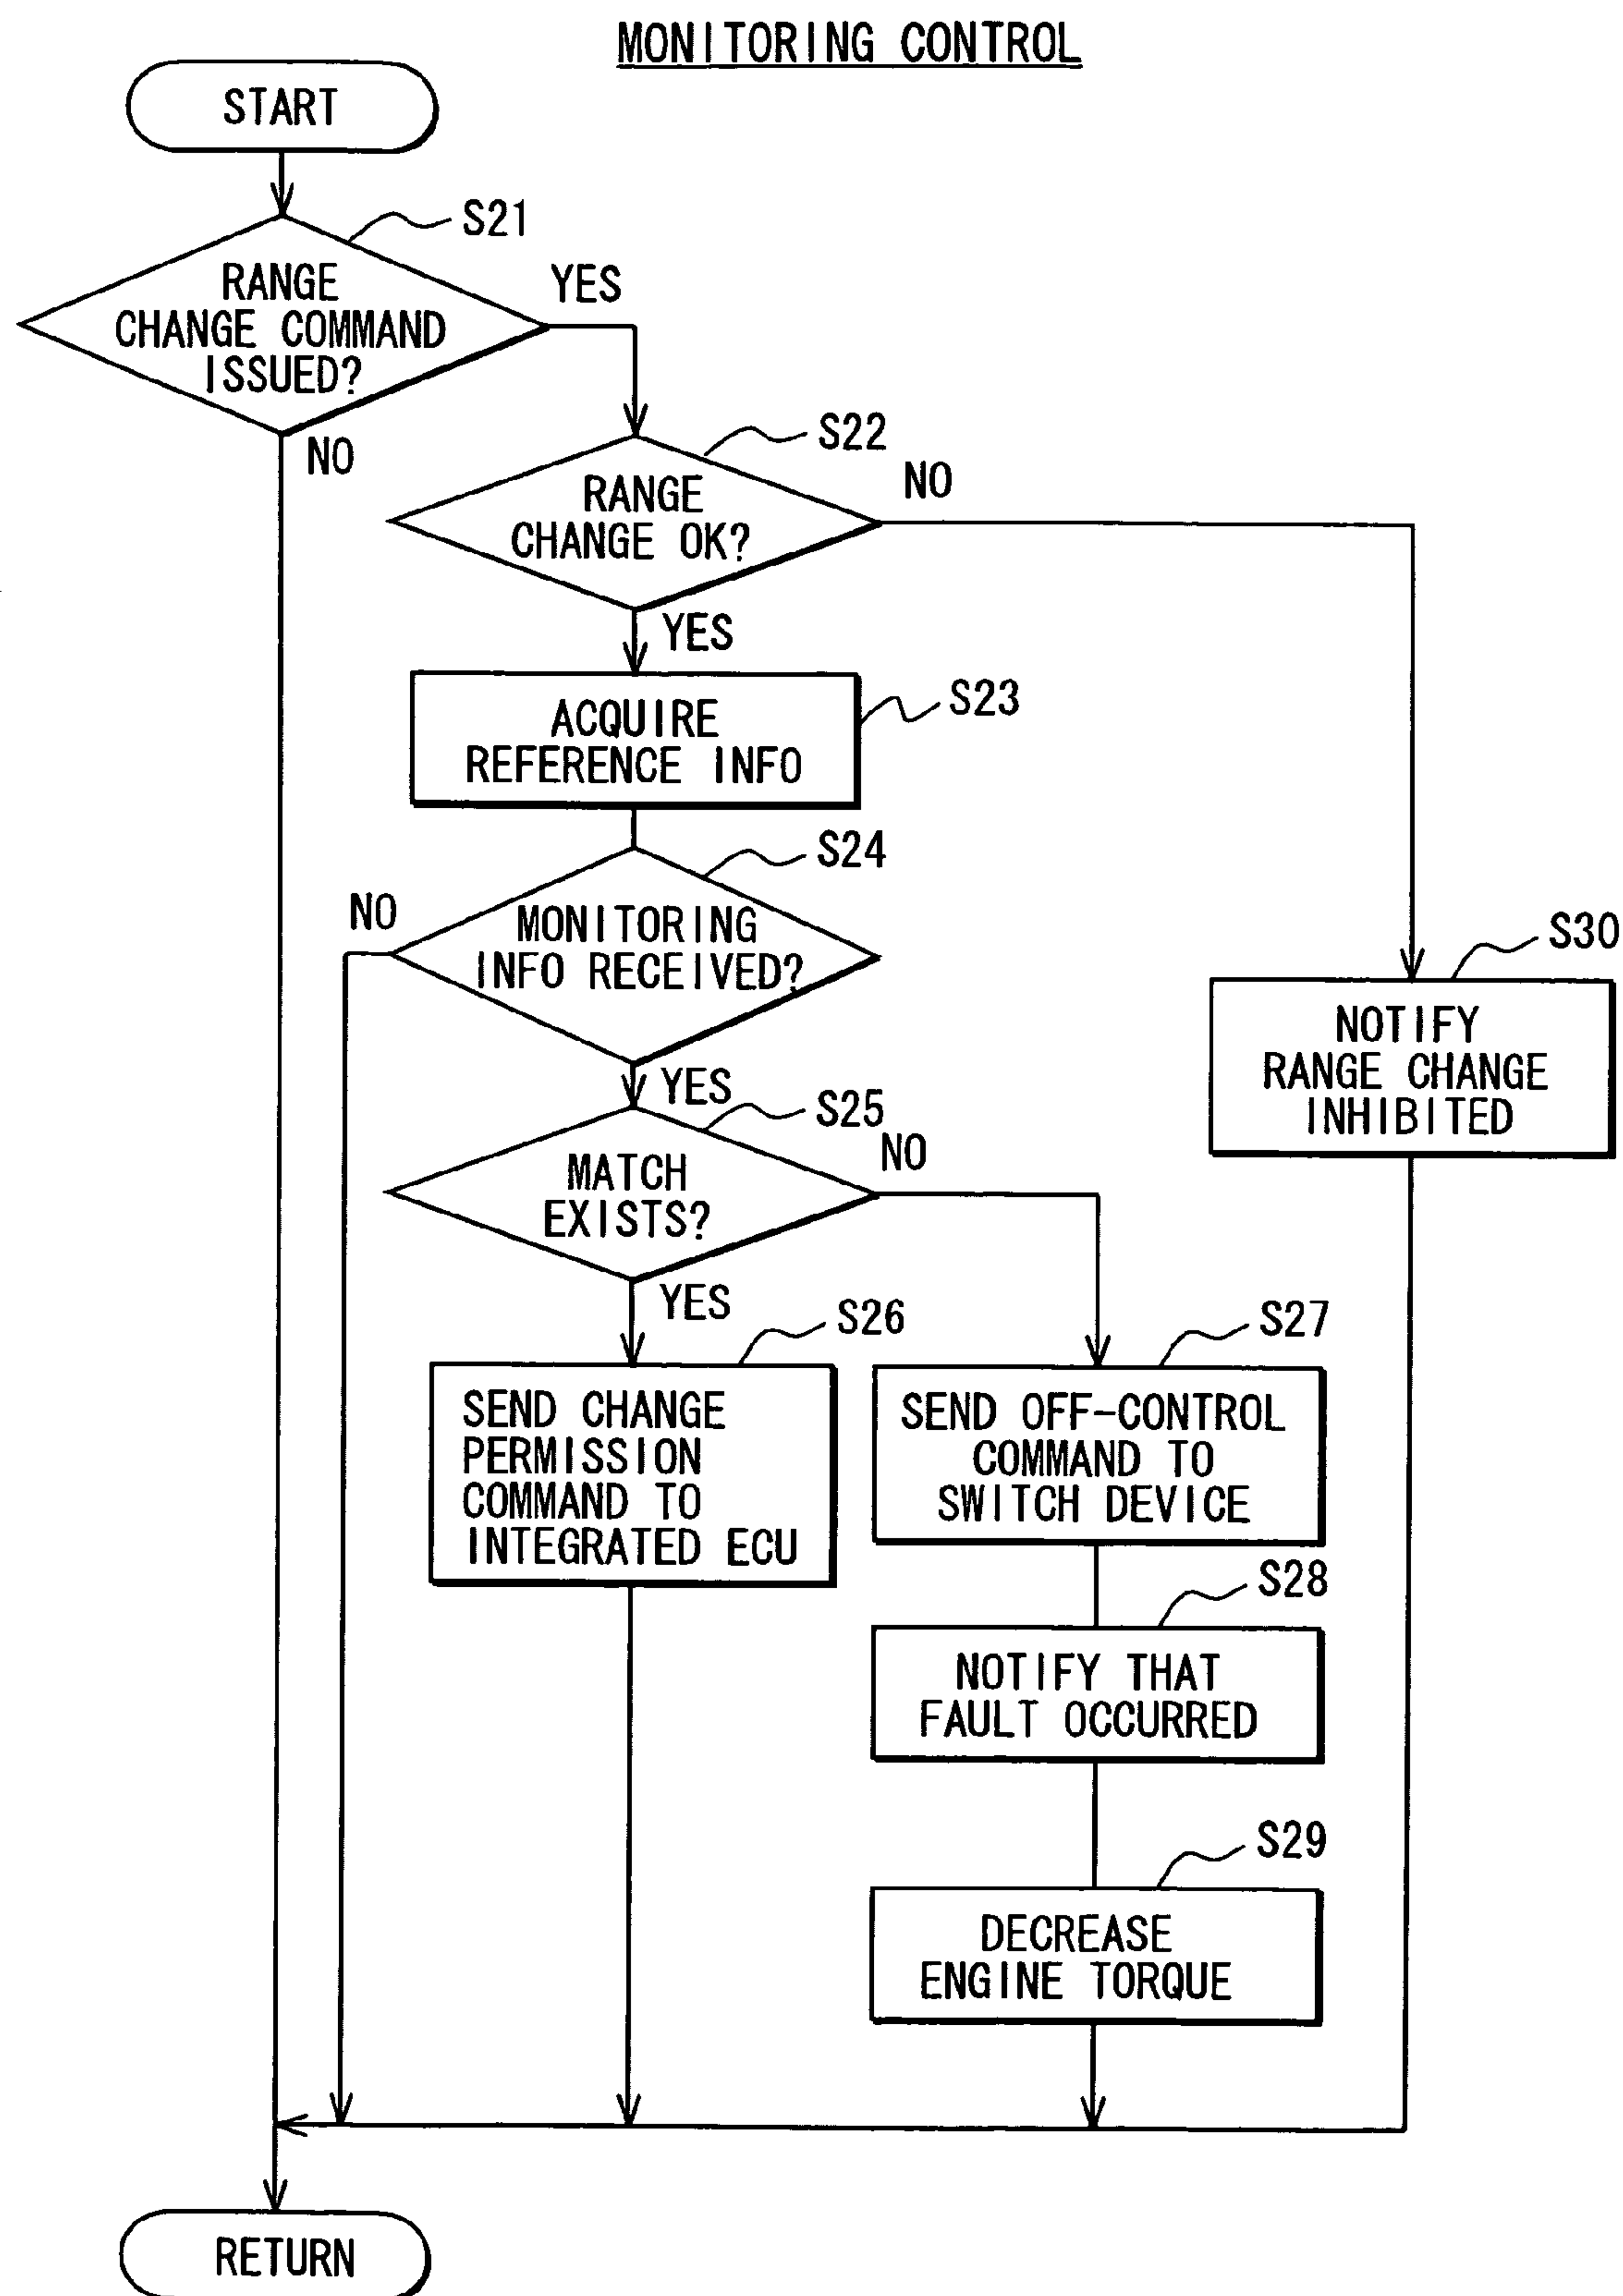 MONITORING CONTROL
START
S21
RANGE
CHANGE COMMAND
ISSUED?
YES
NO
S22
RANGE
CHANGE OK?
NO
YES
S23
ACQUIRE
REFERENCE INFO
S24
NO
MONITORING
INFO RECEIVED?
YES
S30
NOTIFY
RANGE CHANGE
INHIBITED
S25
MATCH
EXISTS?
NO
YES
S26
SEND CHANGE
PERMISSION
COMMAND TO
INTEGRATED ECU
S27
SEND OFF-CONTROL
COMMAND TO
SWITCH DEVICE
S28
NOTIFY THAT
FAULT OCCURRED
S29
DECREASE
ENGINE TORQUE
RETURN